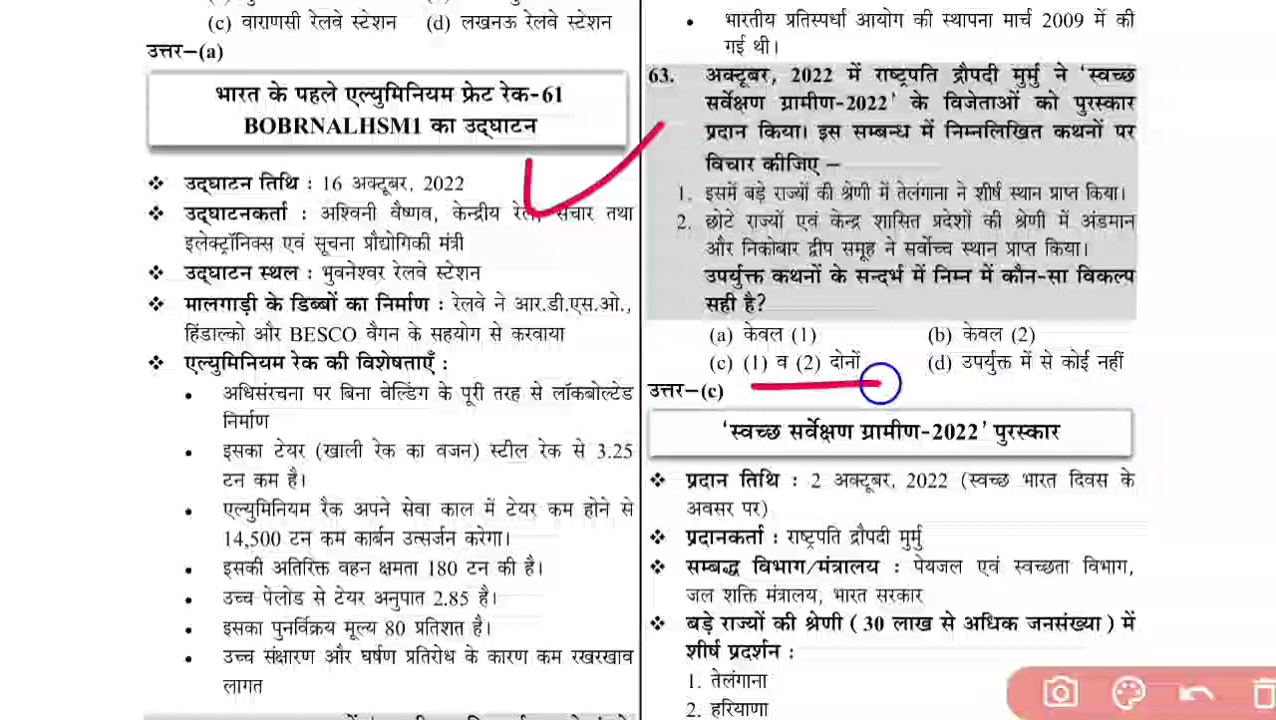 (c) वाराणसी रेलवे स्टेशन (d) लखनऊ रेलवे स्टेशन
उत्तर–(a)
भारत के पहले एल्युमिनियम फ्रेट रेक-61
BOBRNALHSM1 का उद्घाटन
❖ उद्घाटन तिथि : 16 अक्टूबर, 2022
❖ उद्घाटनकर्ता : अश्विनी वैष्णव, केन्द्रीय रेल, संचार तथा
इलेक्ट्रॉनिक्स एवं सूचना प्रौद्योगिकी मंत्री
❖ उद्घाटन स्थल : भुवनेश्वर रेलवे स्टेशन
❖ मालगाड़ी के डिब्बों का निर्माण : रेलवे ने आर.डी.एस.ओ.,
हिंडाल्को और BESCO वैगन के सहयोग से करवाया
❖ एल्युमिनियम रेक की विशेषताएँ :
• अधिसंरचना पर बिना वेल्डिंग के पूरी तरह से लॉकबोल्टेड
निर्माण
• इसका टेयर (खाली रेक का वजन) स्टील रेक से 3.25
टन कम है।
• एल्युमिनियम रैक अपने सेवा काल में टेयर कम होने से
14,500 टन कम कार्बन उत्सर्जन करेगा।
• इसकी अतिरिक्त वहन क्षमता 180 टन की है।
• उच्च पेलोड से टेयर अनुपात 2.85 है।
• इसका पुनर्विक्रय मूल्य 80 प्रतिशत है।
• उच्च संक्षारण और घर्षण प्रतिरोध के कारण कम रखरखाव
लागत
• भारतीय प्रतिस्पर्धा आयोग की स्थापना मार्च 2009 में की
गई थी।
63. अक्टूबर, 2022 में राष्ट्रपति द्रौपदी मुर्मु ने ‘स्वच्छ
सर्वेक्षण ग्रामीण-2022’ के विजेताओं को पुरस्कार
प्रदान किया। इस सम्बन्ध में निम्नलिखित कथनों पर
विचार कीजिए –
1. इसमें बड़े राज्यों की श्रेणी में तेलंगाना ने शीर्ष स्थान प्राप्त किया।
2. छोटे राज्यों एवं केन्द्र शासित प्रदेशों की श्रेणी में अंडमान
और निकोबार द्वीप समूह ने सर्वोच्च स्थान प्राप्त किया।
उपर्युक्त कथनों के सन्दर्भ में निम्न में कौन-सा विकल्प
सही है?
(a) केवल (1) (b) केवल (2)
(c) (1) व (2) दोनों (d) उपर्युक्त में से कोई नहीं
उत्तर–(c)
‘स्वच्छ सर्वेक्षण ग्रामीण-2022’ पुरस्कार
❖ प्रदान तिथि : 2 अक्टूबर, 2022 (स्वच्छ भारत दिवस के
अवसर पर)
❖ प्रदानकर्ता : राष्ट्रपति द्रौपदी मुर्मु
❖ सम्बद्ध विभाग/मंत्रालय : पेयजल एवं स्वच्छता विभाग,
जल शक्ति मंत्रालय, भारत सरकार
❖ बड़े राज्यों की श्रेणी ( 30 लाख से अधिक जनसंख्या ) में
शीर्ष प्रदर्शन :
1. तेलंगाना
2. हरियाणा